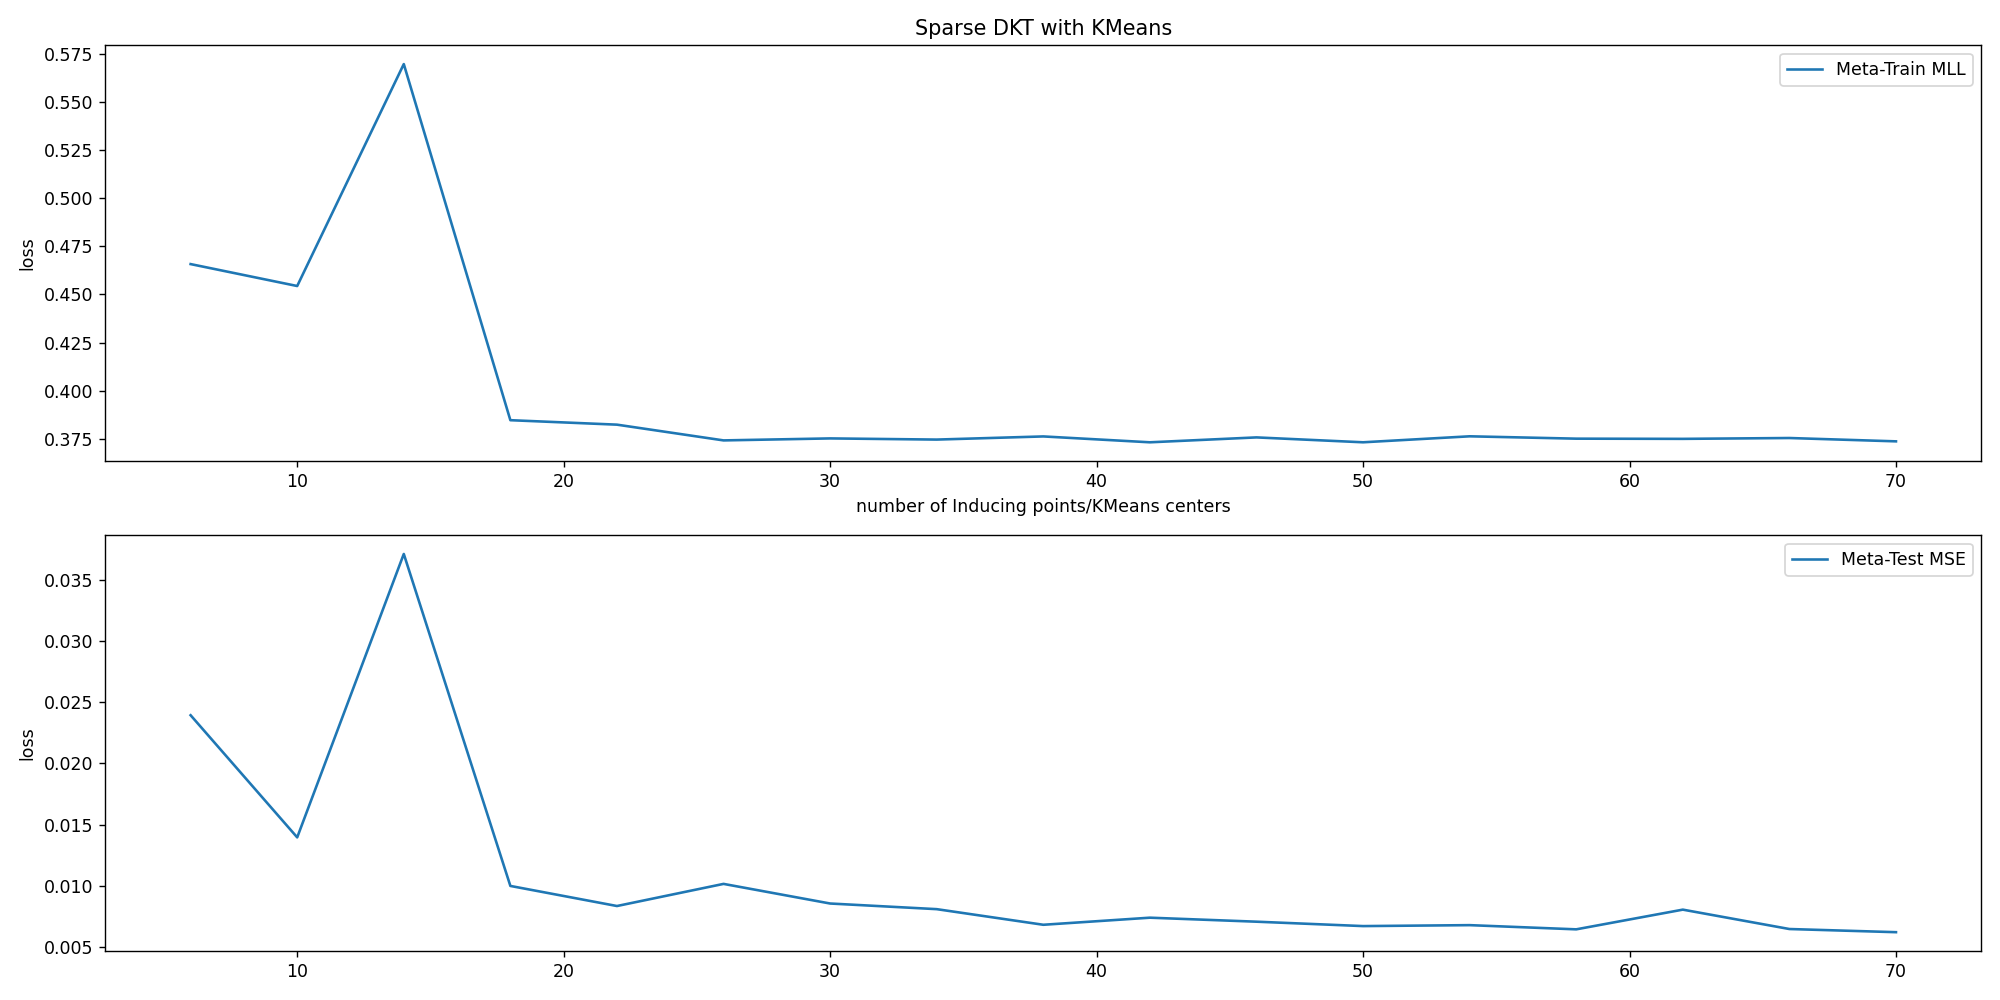 Sparse DKT with KMeans
0.575
0.550
0.525
0.500
0.475
0.450
0.425
0.400
0.375
loss
Meta-Train MLL
10 20 30 40 50 60 70
number of Inducing points/KMeans centers
0.035
0.030
0.025
0.020
0.015
0.010
0.005
loss
Meta-Test MSE
10 20 30 40 50 60 70